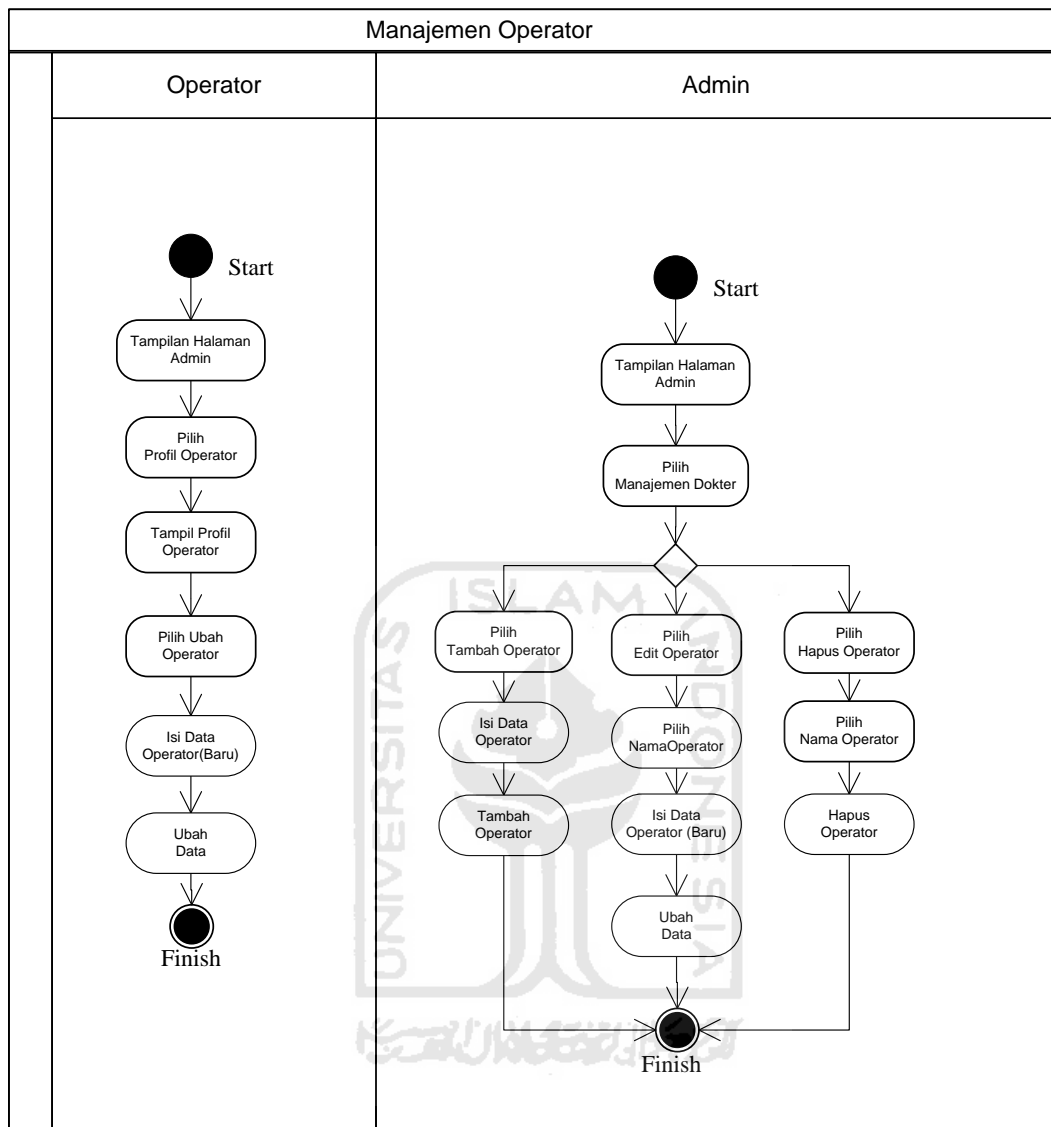 Manajemen Operator
Operator
Admin
Start
Tampilan Halaman
Admin
Pilih
Profil Operator
Tampil Profil
Operator
Pilih Ubah
Operator
Isi Data
Operator(Baru)
Ubah
Data
Finish
Start
Tampilan Halaman
Admin
Pilih
Manajemen Dokter
Pilih
Tambah Operator
Isi Data
Operator
Tambah
Operator
Pilih
Edit Operator
Pilih
NamaOperator
Isi Data
Operator (Baru)
Ubah
Data
Pilih
Hapus Operator
Pilih
Nama Operator
Hapus
Operator
Finish
UNIVERSITAS
ISLAM
INDONESIA